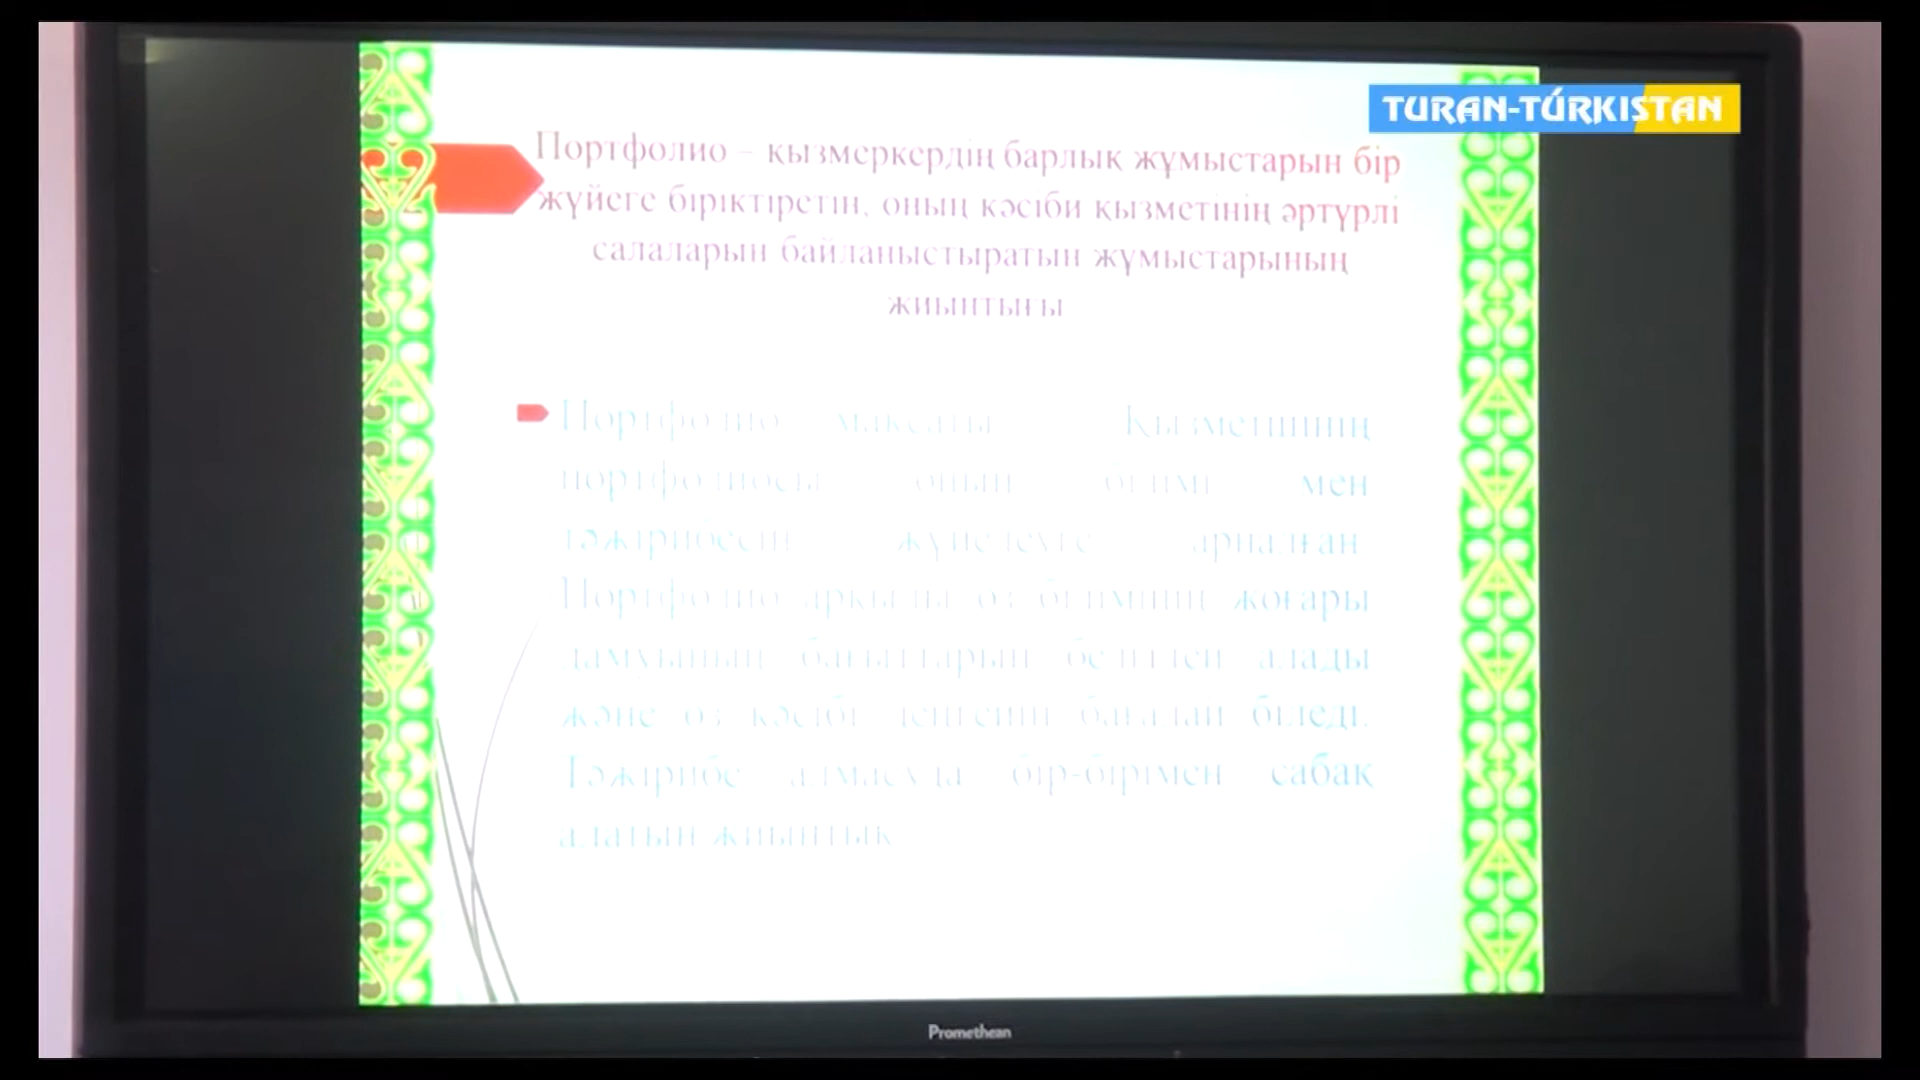 TURAN-TÚRKISTAN
Портфолио – қызмеркердің барлық жұмыстарын бір
жүйеге біріктіретін, оның кәсіби қызметінің әртүрлі
салаларын байланыстыратын жұмыстарының
жиынтығы
Портфолио мақсаты Қызметшінің
портфолиосы оның білімі мен
тәжірибесін жүйелеуге арналған
Портфолио арқылы өз білімінің жоғары
дамуының бағыттарын белгілей алады
және өз кәсіби деңгейін бағалай біледі.
Тәжірибе алмасуда бір-бірімен сабақ
алатын жиынтық
Promethean